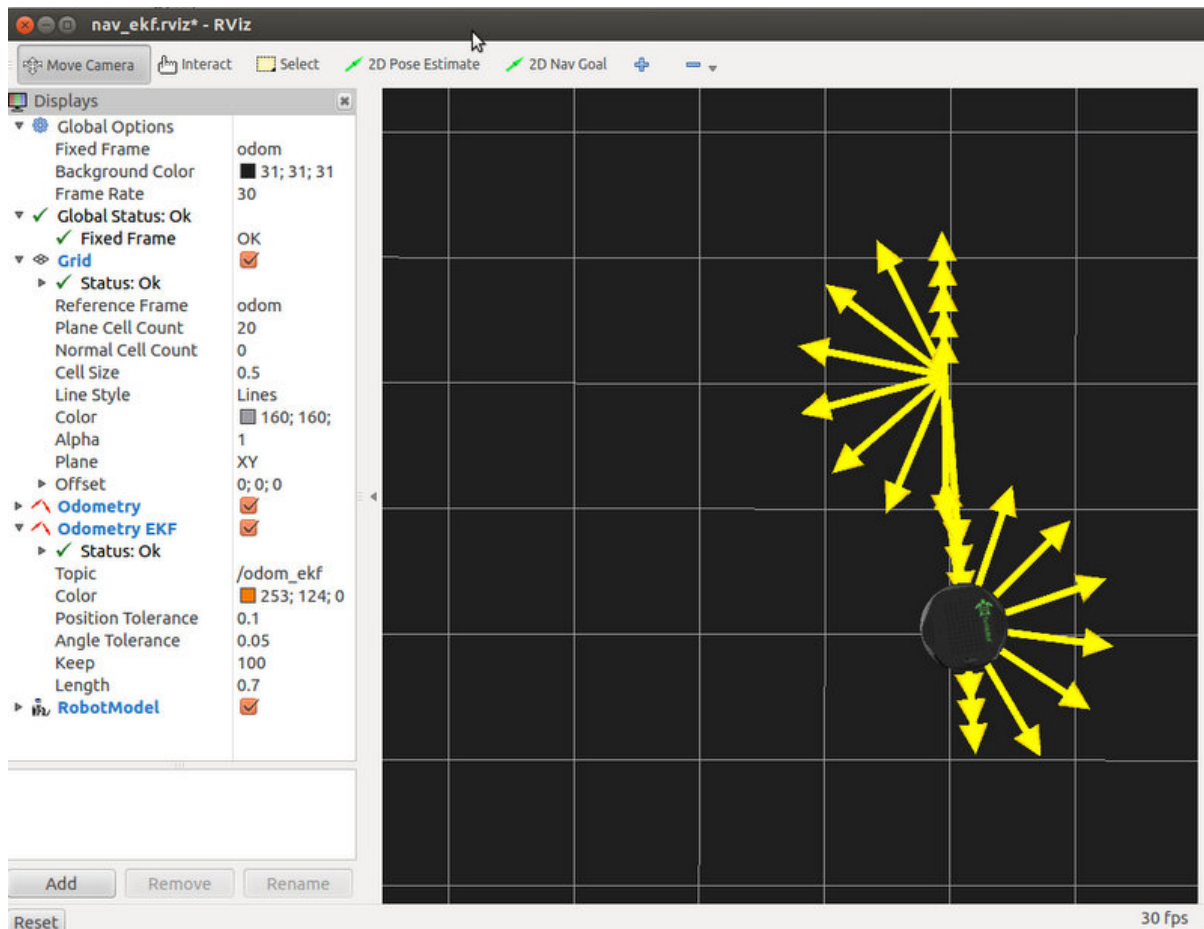 nav_ekf.rviz* - RViz
Move Camera Interact Select 2D Pose Estimate 2D Nav Goal
Displays
Global Options
Fixed Frame odom
Background Color 31; 31; 31
Frame Rate 30
Global Status: Ok
Fixed Frame OK
Grid
Status: Ok
Reference Frame odom
Plane Cell Count 20
Normal Cell Count 0
Cell Size 0.5
Line Style Lines
Color 160; 160;
Alpha 1
Plane XY
Offset 0; 0; 0
Odometry
Odometry EKF
Status: Ok
Topic /odom_ekf
Color 253; 124; 0
Position Tolerance 0.1
Angle Tolerance 0.05
Keep 100
Length 0.7
RobotModel
Add Remove Rename
Reset 30 fps